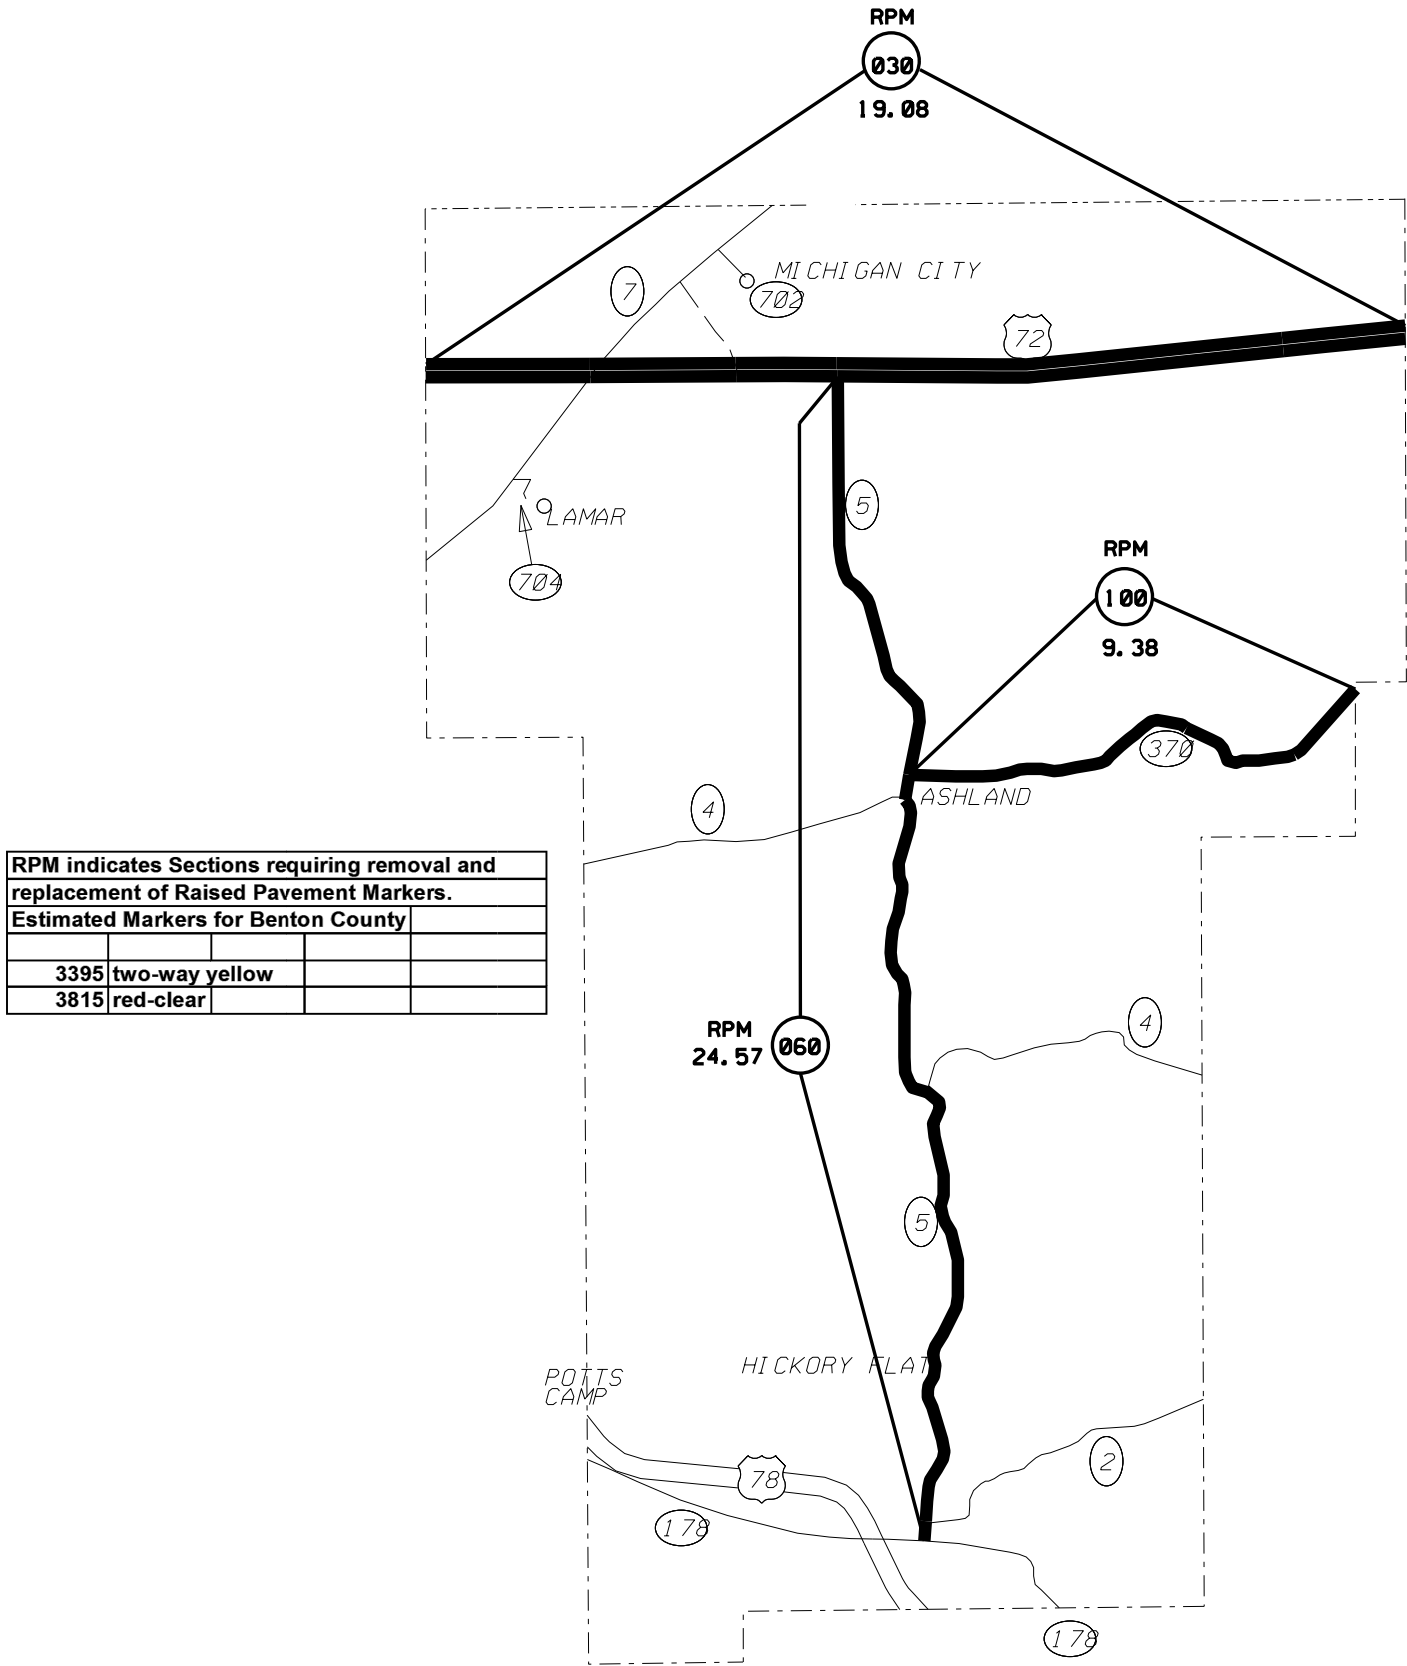 RPM
030
19.08
MICHIGAN CITY
7
702
72
5
LAMAR
704
RPM
100
9.38
370
4
ASHLAND
RPM indicates Sections requiring removal and
replacement of Raised Pavement Markers.
Estimated Markers for Benton County
3395 two-way yellow
3815 red-clear
4
RPM
24.57 060
5
HICKORY FLAT
POTTS
CAMP
2
78
178
178